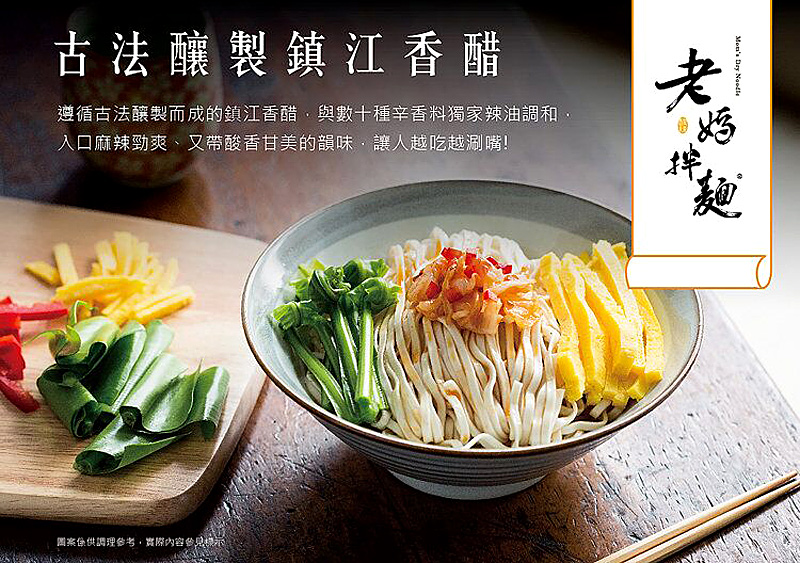 古法釀製鎮江香醋
遵循古法釀製而成的鎮江香醋，與數十種辛香料獨家辣油調和，
入口麻辣勁爽、又帶酸香甘美的韻味，讓人越吃越涮嘴!
Mom's Dry Noodle
老媽拌麵®
圖案係供調理參考，實際內容參見標示